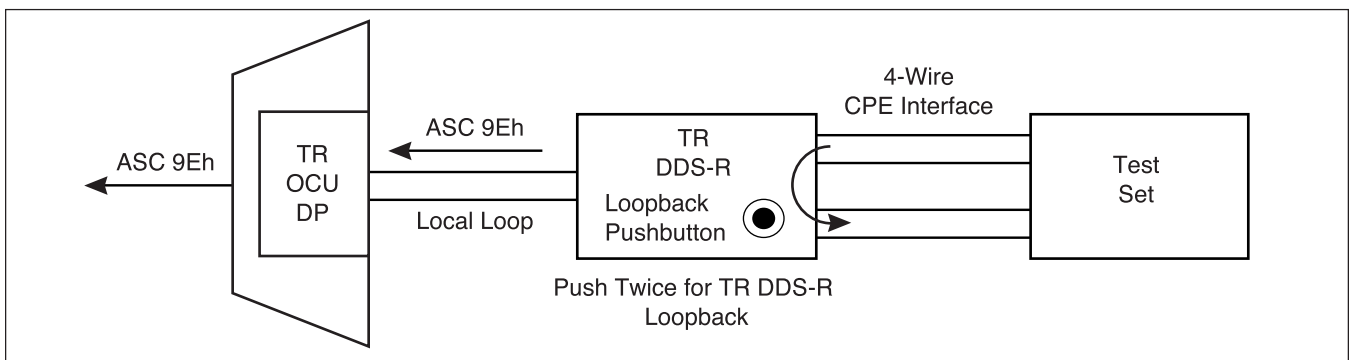 ASC 9Eh
TR
OCU
DP
ASC 9Eh
Local Loop
TR
DDS-R
Loopback
Pushbutton
Push Twice for TR DDS-R
Loopback
4-Wire
CPE Interface
Test
Set